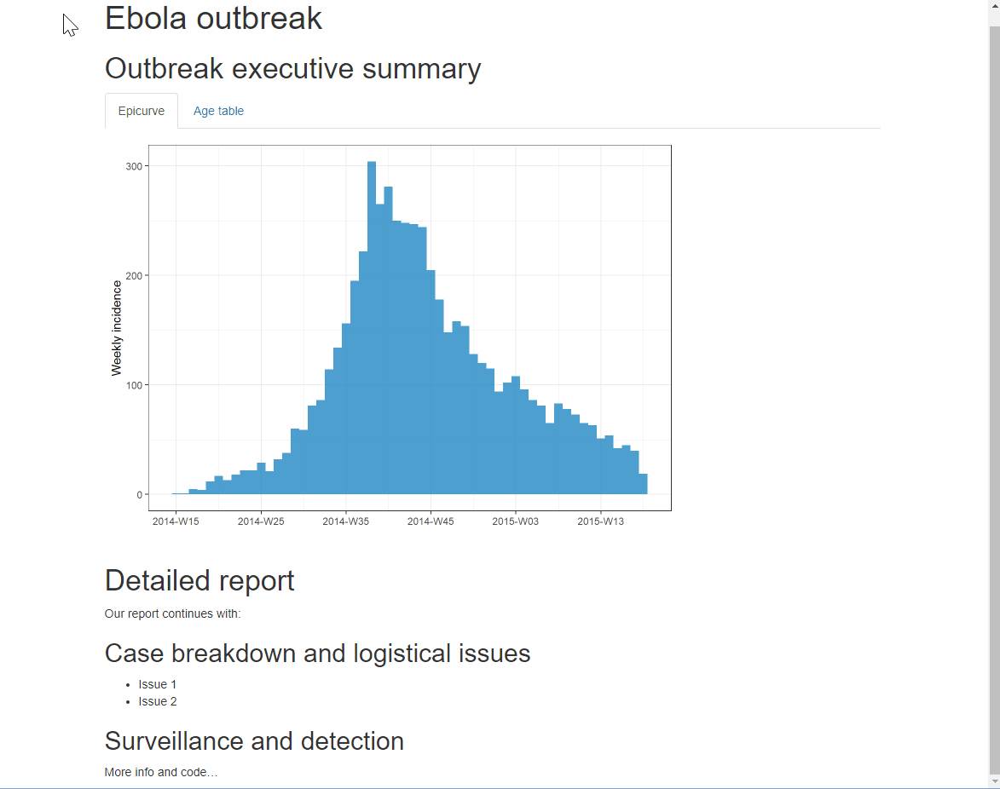 Ebola outbreak
Outbreak executive summary
Epicurve Age table
300
200
100
0
Weekly incidence
2014-W15 2014-W25 2014-W35 2014-W45 2015-W03 2015-W13
Detailed report
Our report continues with:
Case breakdown and logistical issues
• Issue 1
• Issue 2
Surveillance and detection
More info and code…